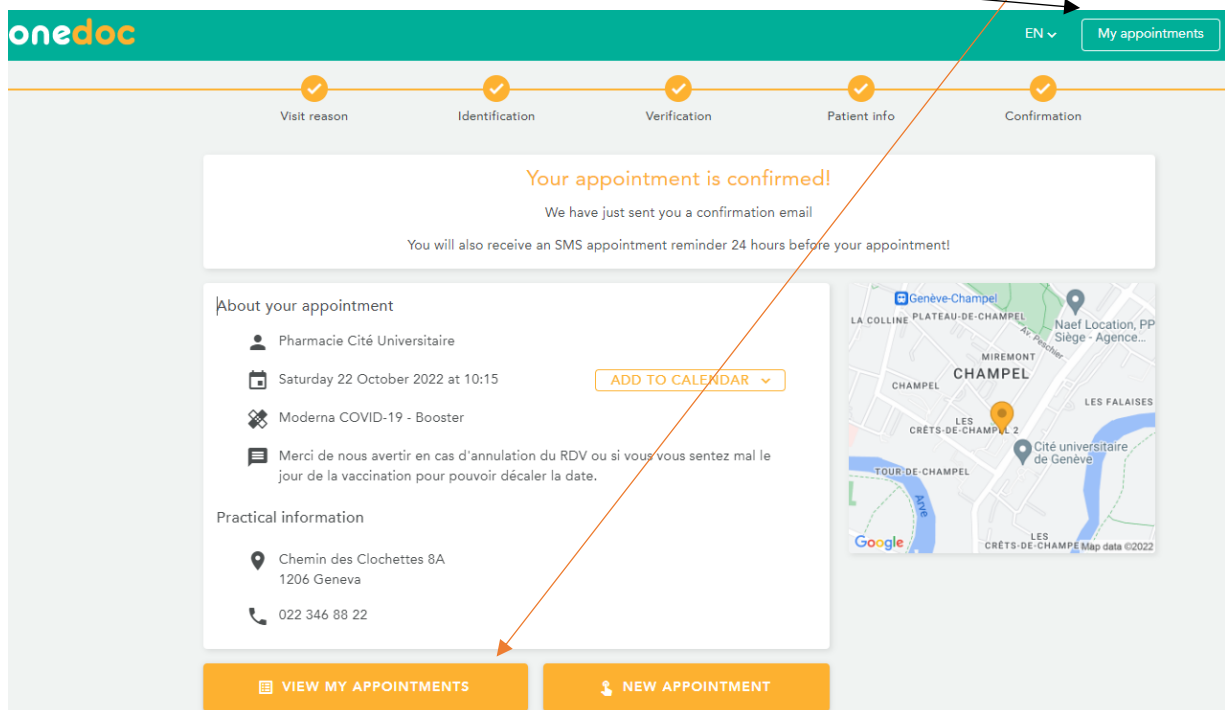 onedoc
EN
My appointments
Visit reason
Identification
Verification
Patient info
Confirmation
Your appointment is confirmed!
We have just sent you a confirmation email
You will also receive an SMS appointment reminder 24 hours before your appointment!
About your appointment
Pharmacie Cité Universitaire
Saturday 22 October 2022 at 10:15
ADD TO CALENDAR
Moderna COVID-19 - Booster
Merci de nous avertir en cas d'annulation du RDV ou si vous vous sentez mal le
jour de la vaccination pour pouvoir décaler la date.
Practical information
Chemin des Clochettes 8A
1206 Geneva
022 346 88 22
Genève-Champel
LA COLLINE
PLATEAU-DE-CHAMPEL
Av. Peschier
Naef Location, PP
Siège - Agence...
MIREMONT
CHAMPEL
CHAMPEL
LES FALAISES
LES
CRÊTS-DE-CHAMPEL 2
Cité universitaire
de Genève
TOUR-DE-CHAMPEL
Arve
LES
CRÊTS-DE-CHAMPE
Google
Map data ©2022
VIEW MY APPOINTMENTS
NEW APPOINTMENT